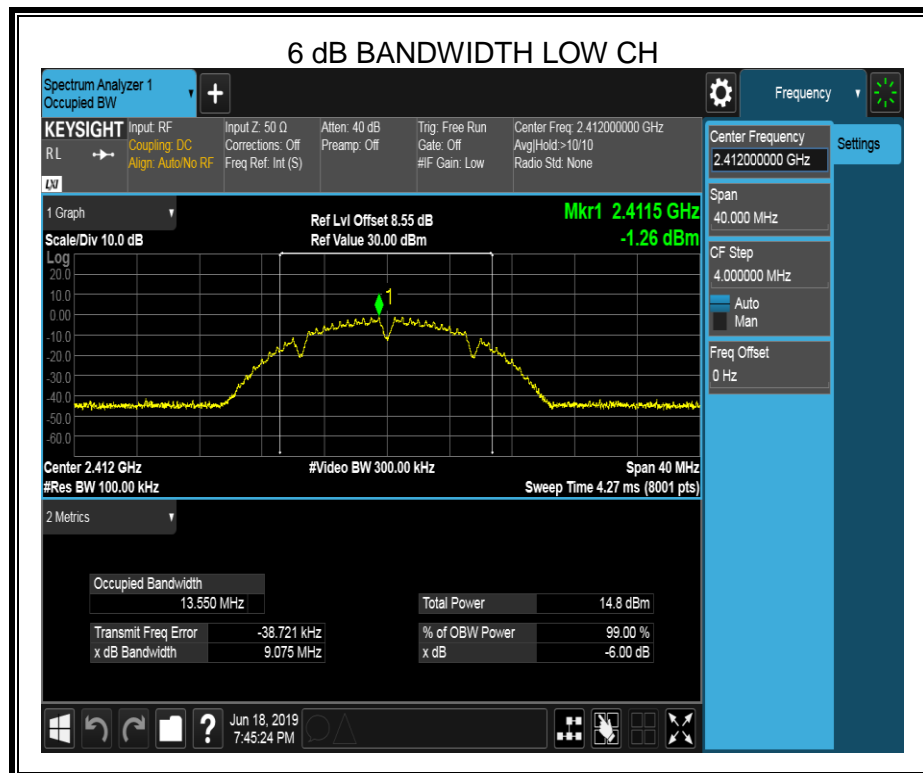 6 dB BANDWIDTH LOW CH
Spectrum Analyzer 1
Occupied BW
+
Frequency
KEYSIGHT
RL
LXI
Input: RF
Coupling: DC
Align: Auto/No RF
Input Z: 50 Ω
Corrections: Off
Freq Ref: Int (S)
Atten: 40 dB
Preamp: Off
Trig: Free Run
Gate: Off
#IF Gain: Low
Center Freq: 2.412000000 GHz
Avg|Hold:>10/10
Radio Std: None
Center Frequency
2.412000000 GHz
Settings
Span
40.000 MHz
CF Step
4.000000 MHz
Auto
Man
Freq Offset
0 Hz
1 Graph
Scale/Div 10.0 dB
Ref Lvl Offset 8.55 dB
Ref Value 30.00 dBm
Mkr1 2.4115 GHz
-1.26 dBm
Log
20.0
10.0
0.00
-10.0
-20.0
-30.0
-40.0
-50.0
-60.0
1
Center 2.412 GHz
#Res BW 100.00 kHz
#Video BW 300.00 kHz
Span 40 MHz
Sweep Time 4.27 ms (8001 pts)
2 Metrics
Occupied Bandwidth
13.550 MHz
Total Power 14.8 dBm
Transmit Freq Error -38.721 kHz
% of OBW Power 99.00 %
x dB Bandwidth 9.075 MHz
x dB -6.00 dB
?
Jun 18, 2019
7:45:24 PM